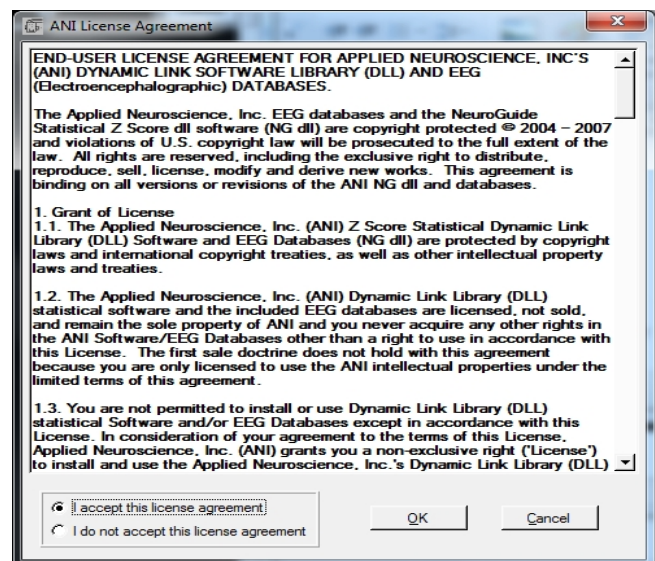 ANI License Agreement
END-USER LICENSE AGREEMENT FOR APPLIED NEUROSCIENCE, INC'S
(ANI) DYNAMIC LINK SOFTWARE LIBRARY (DLL) AND EEG
(Electroencephalographic) DATABASES.
The Applied Neuroscience, Inc. EEG databases and the NeuroGuide
Statistical Z Score dll software (NG dll) are copyright protected © 2004 – 2007
and violations of U.S. copyright law will be prosecuted to the full extent of the
law.  All rights are reserved, including the exclusive right to distribute,
reproduce, sell, license, modify and derive new works.  This agreement is
binding on all versions or revisions of the ANI NG dll and databases.
1. Grant of License
1.1. The Applied Neuroscience, Inc. (ANI) Z Score Statistical Dynamic Link
Library (DLL) Software and EEG Databases (NG dll) are protected by copyright
laws and international copyright treaties, as well as other intellectual property
laws and treaties.
1.2. The Applied Neuroscience, Inc. (ANI) Dynamic Link Library (DLL)
statistical software and the included EEG databases are licensed, not sold,
and remain the sole property of ANI and you never acquire any other rights in
the ANI Software/EEG Databases other than a right to use in accordance with
this License.  The first sale doctrine does not hold with this agreement
because you are only licensed to use the ANI intellectual properties under the
limited terms of this agreement.
1.3. You are not permitted to install or use Dynamic Link Library (DLL)
statistical Software and/or EEG Databases except in accordance with this
License. In consideration of your agreement to the terms of this License,
Applied Neuroscience, Inc. (ANI) grants you a non-exclusive right ("License")
to install and use the Applied Neuroscience, Inc.'s Dynamic Link Library (DLL)
I accept this license agreement
I do not accept this license agreement
OK
Cancel